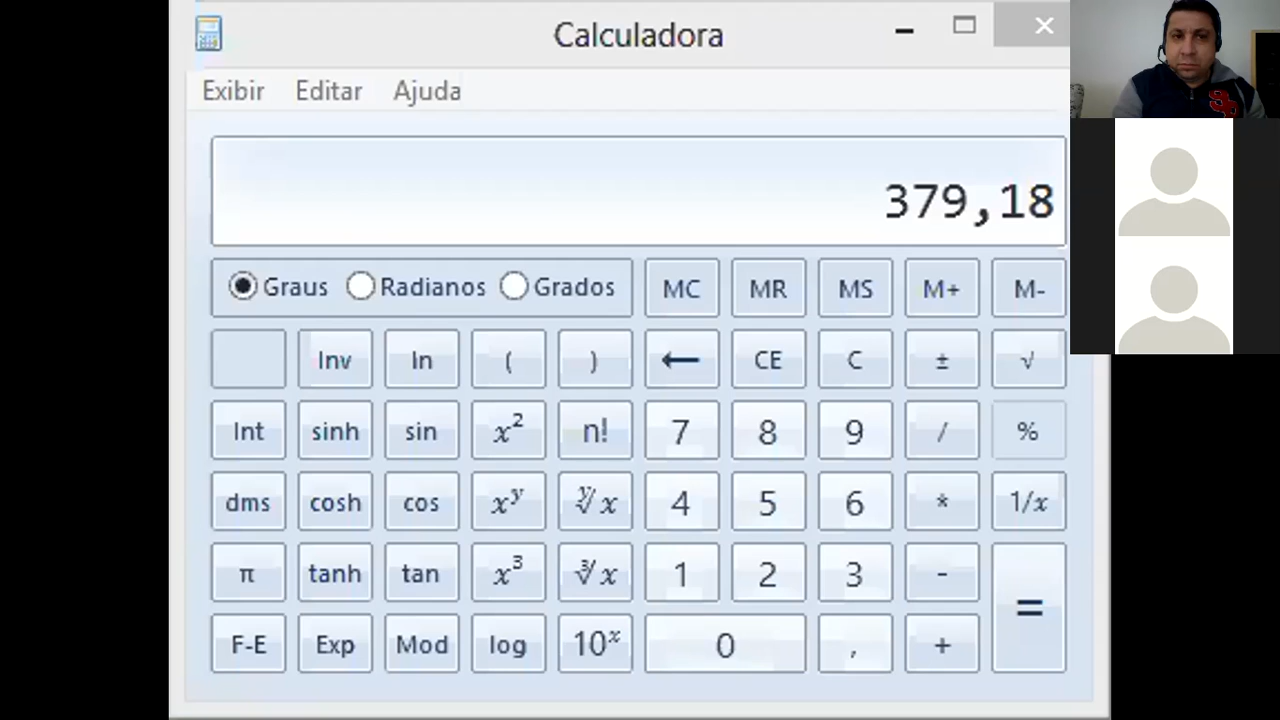 Calculadora
Exibir Editar Ajuda
379,18
Graus Radianos Grados MC MR MS M+ M-
Inv ln ( ) ← CE C ± √
Int sinh sin x² n! 7 8 9 / %
dms cosh cos xʸ ʸ√x 4 5 6 * 1/x
π tanh tan x³ ³√x 1 2 3 - =
F-E Exp Mod log 10ˣ 0 , +